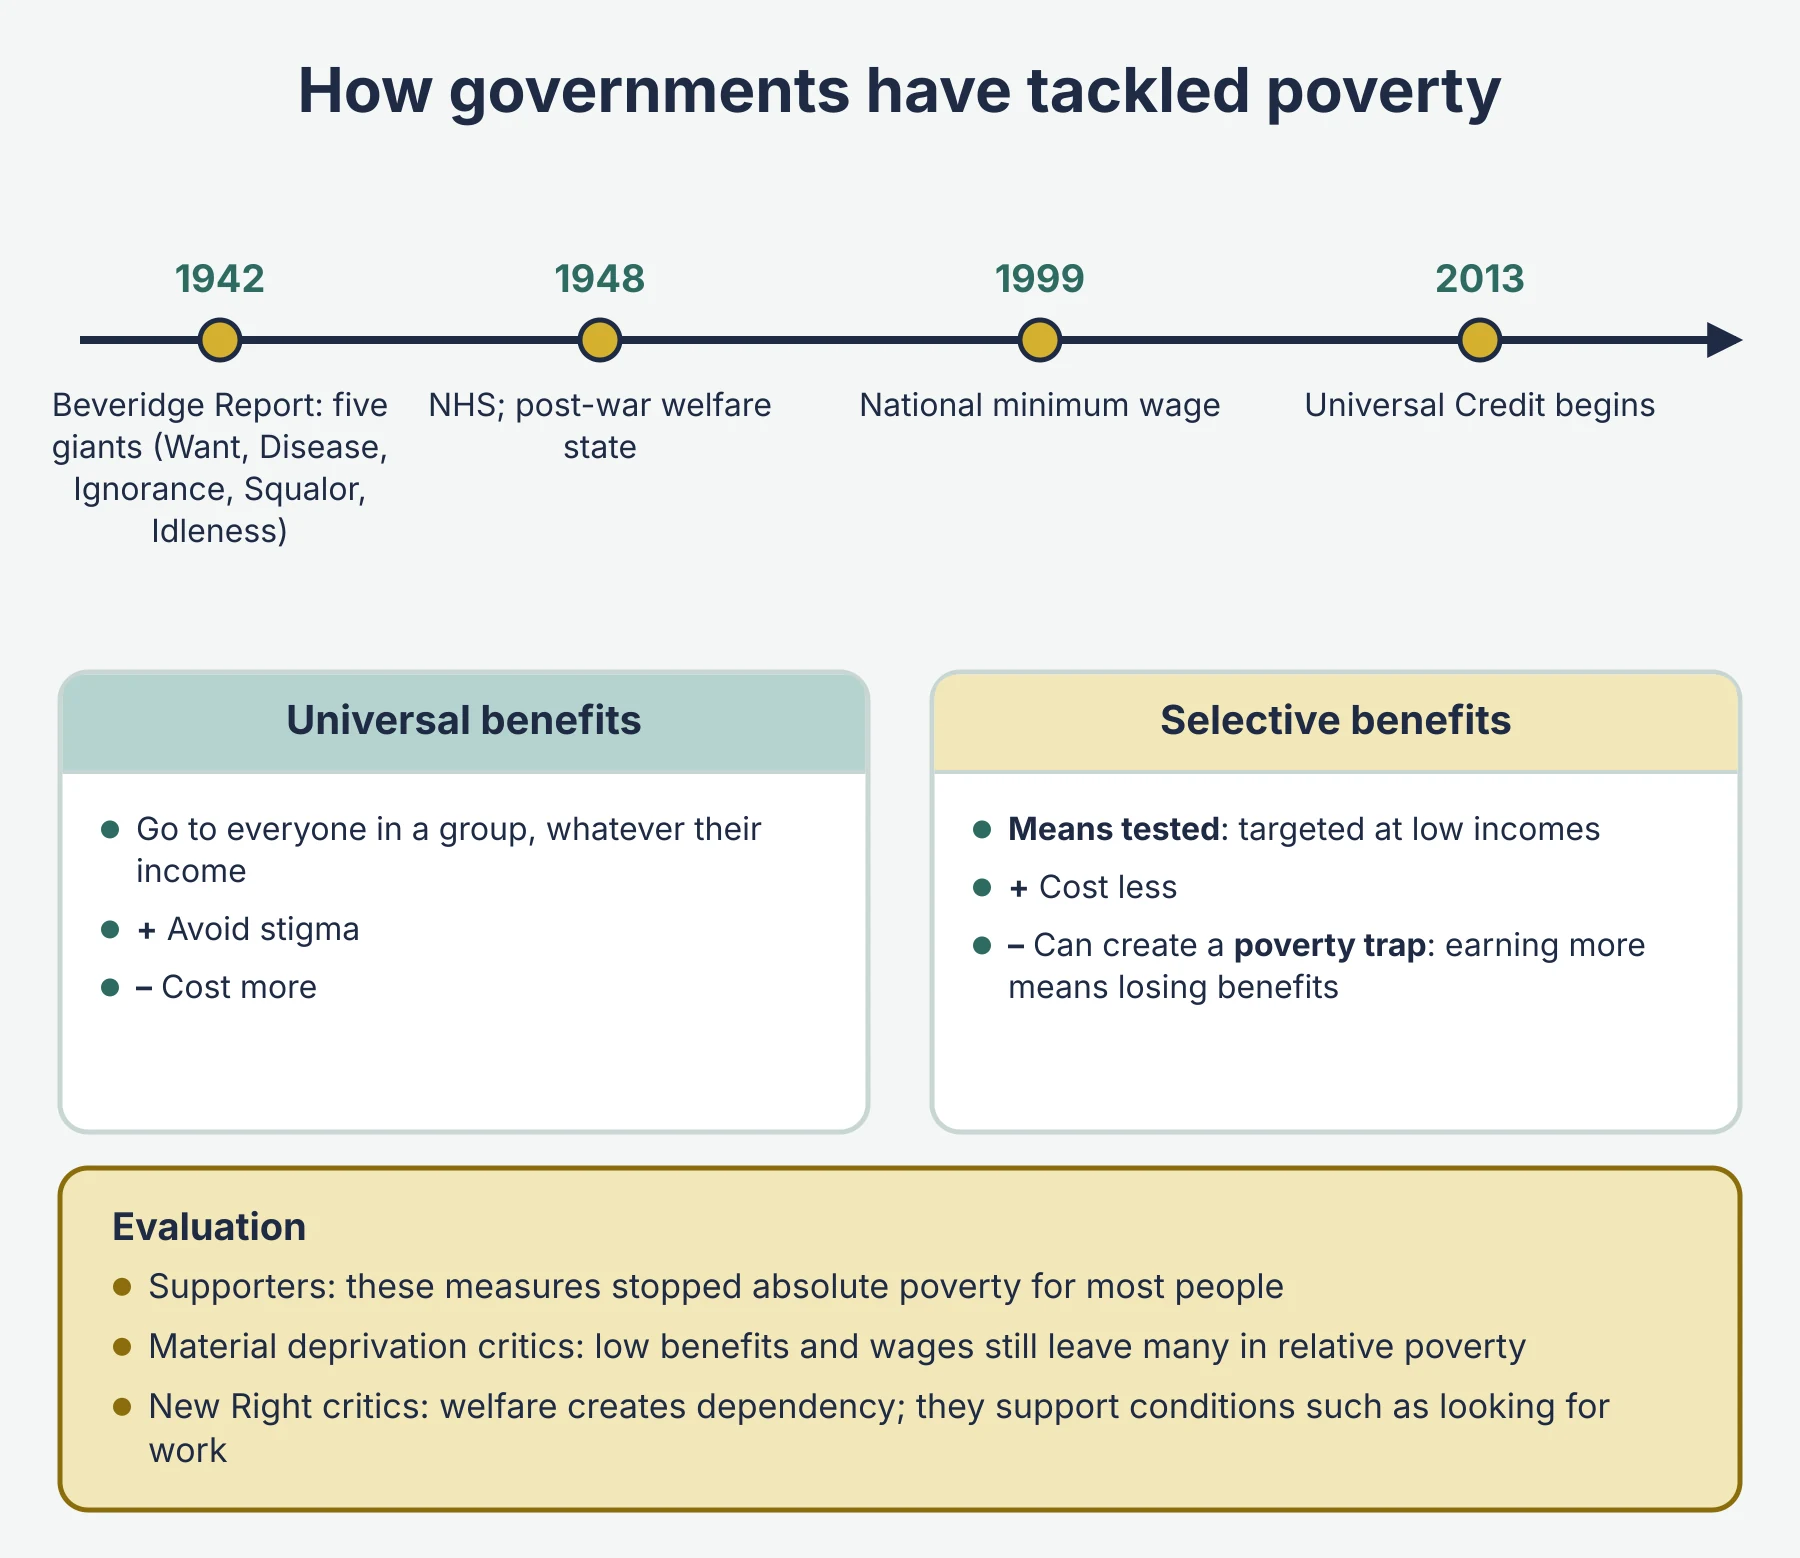 How governments have tackled poverty
1942
1948
1999
2013
Beveridge Report: five
giants (Want, Disease,
Ignorance, Squalor,
Idleness)
NHS; post-war welfare
state
National minimum wage
Universal Credit begins
Universal benefits
Go to everyone in a group, whatever their
income
+ Avoid stigma
– Cost more
Selective benefits
Means tested: targeted at low incomes
+ Cost less
– Can create a poverty trap: earning more
means losing benefits
Evaluation
Supporters: these measures stopped absolute poverty for most people
Material deprivation critics: low benefits and wages still leave many in relative poverty
New Right critics: welfare creates dependency; they support conditions such as looking for
work